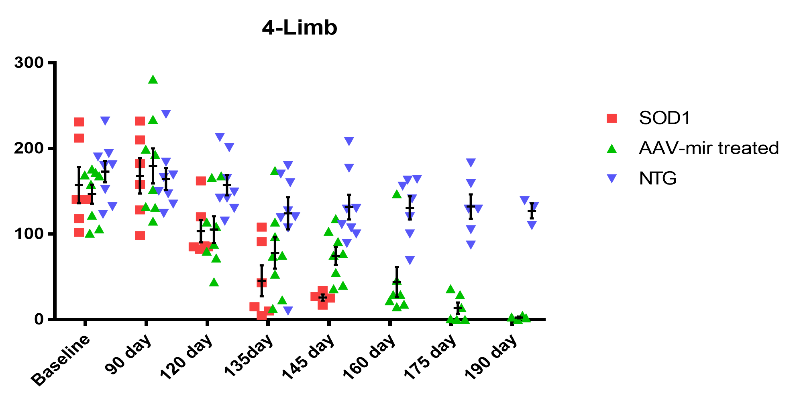 4-Limb
300
200
100
0
Baseline
90 day
120 day
135day
145 day
160 day
175 day
190 day
SOD1
AAV-mir treated
NTG